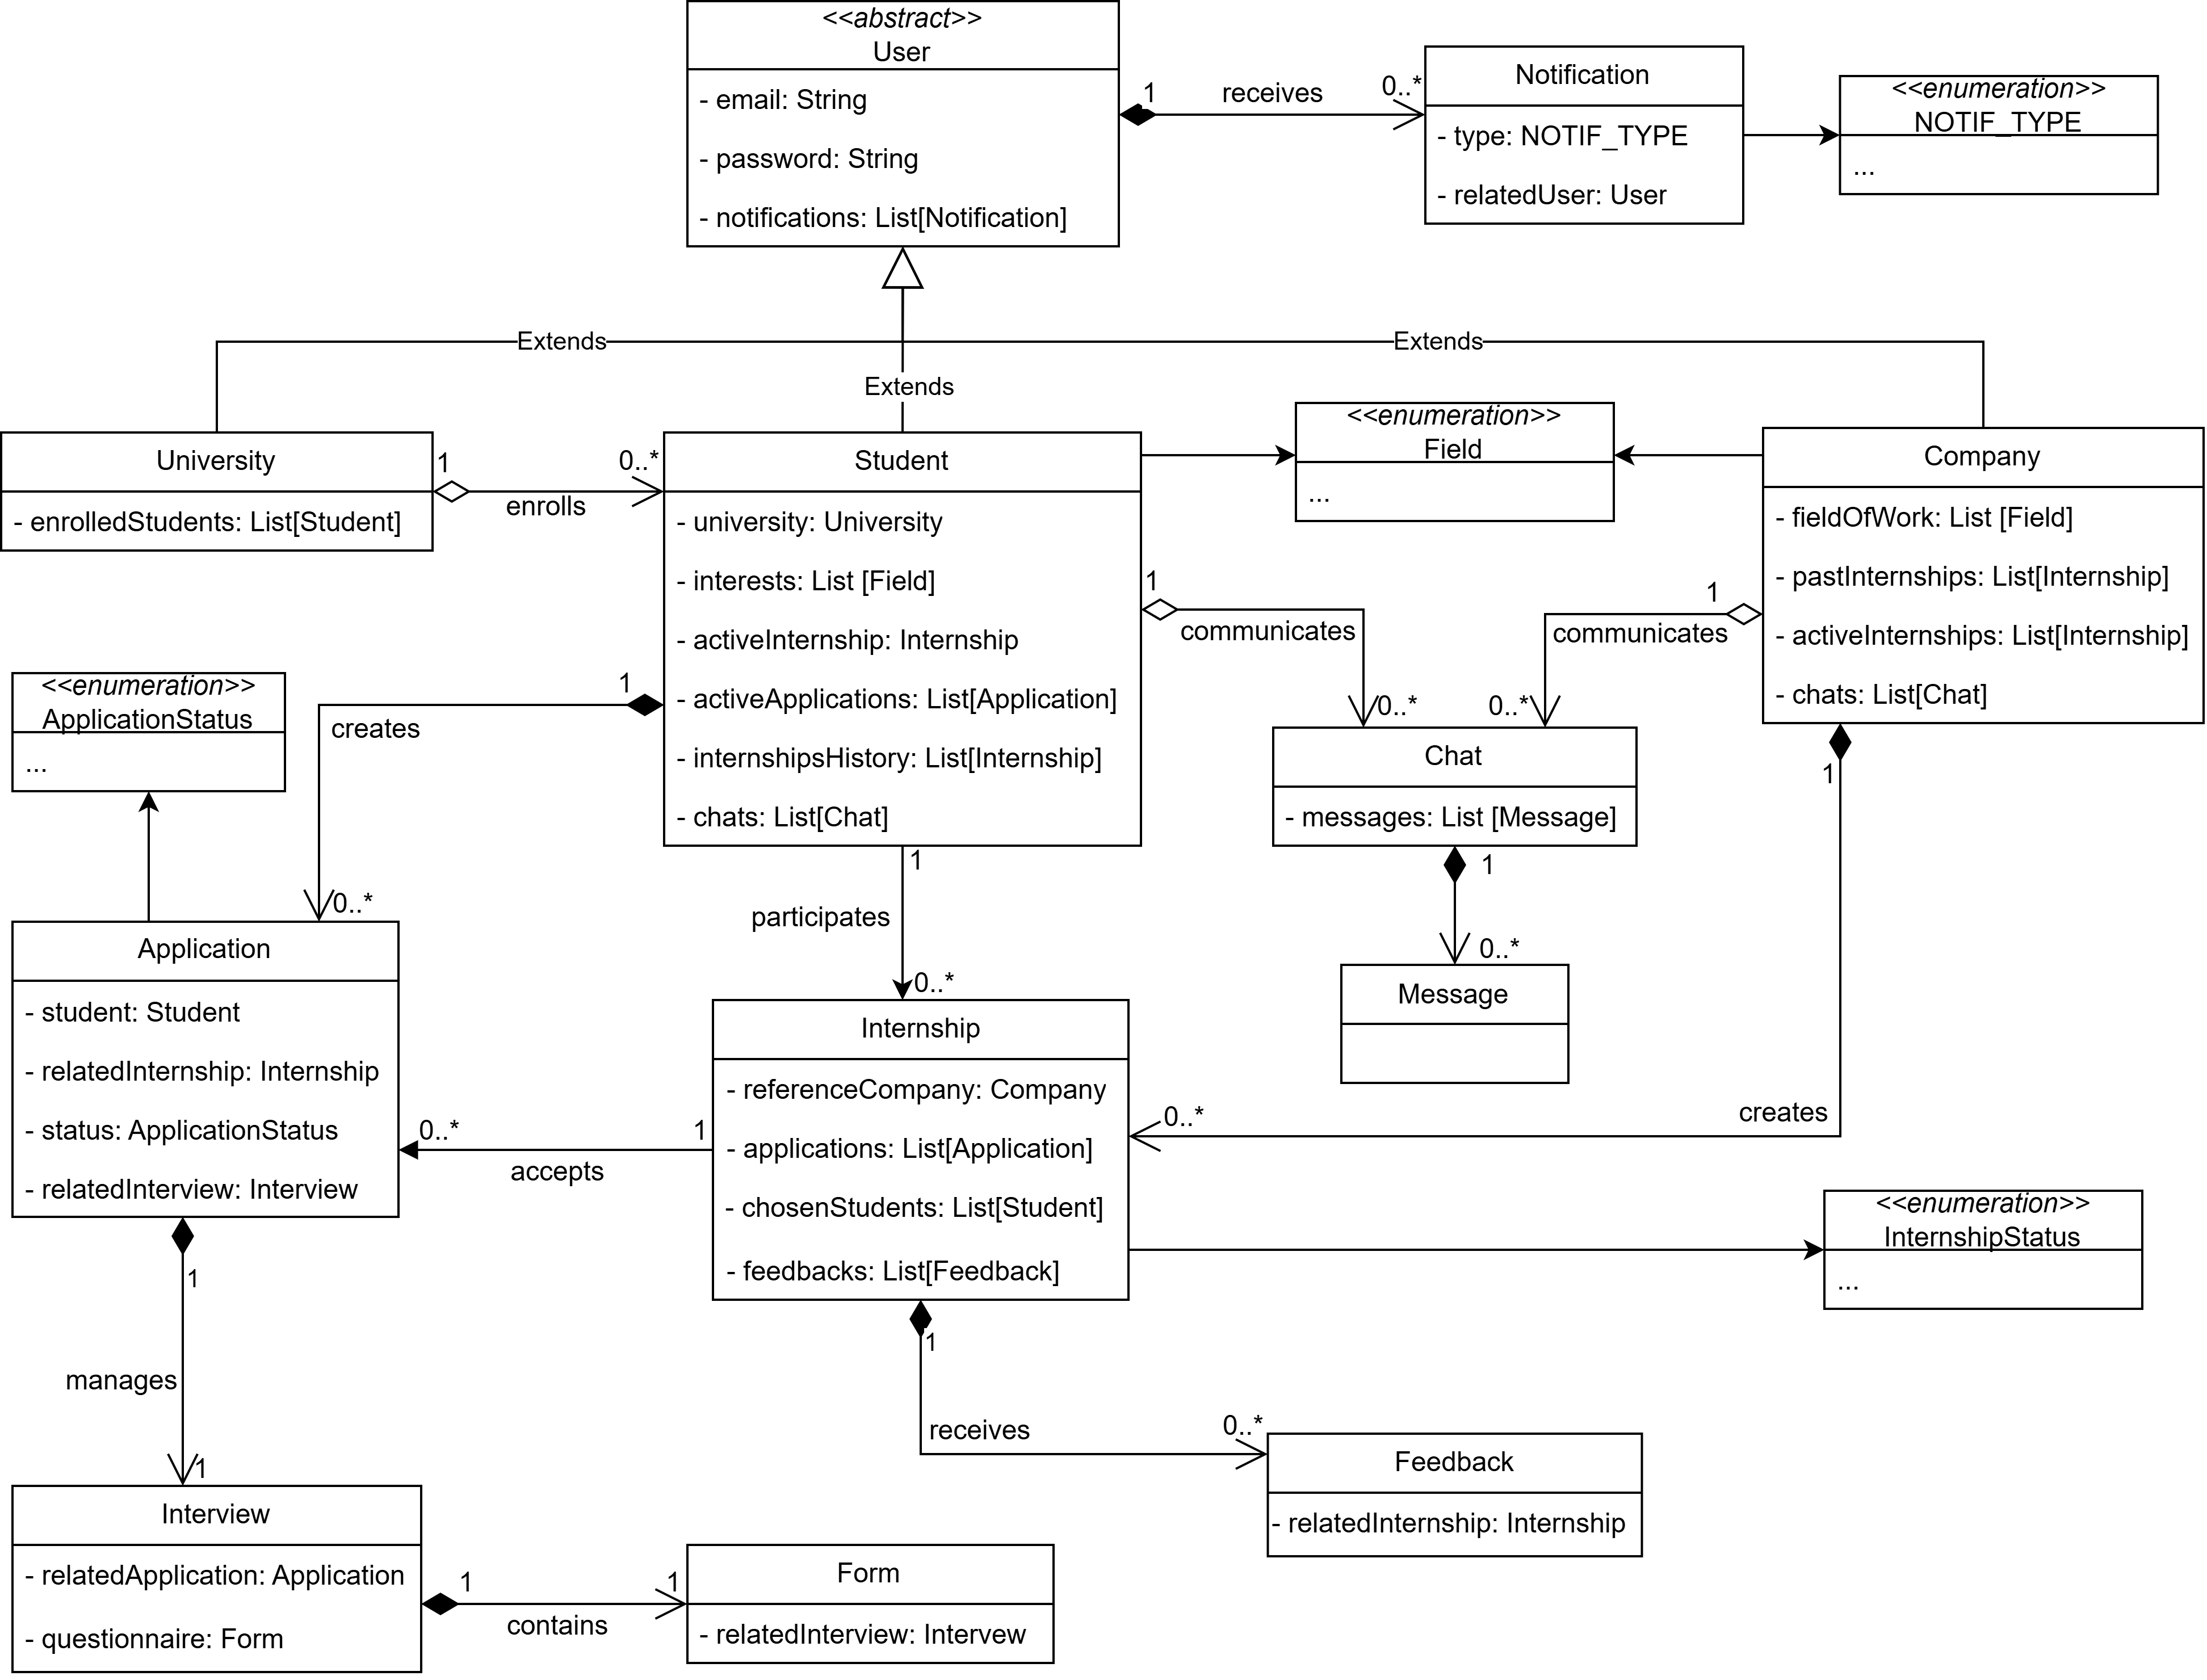 <<abstract>>
User
- email: String
- password: String
- notifications: List[Notification]
1
receives
0..*
Notification
- type: NOTIF_TYPE
- relatedUser: User
<<enumeration>>
NOTIF_TYPE
...
Extends
Extends
Extends
University
- enrolledStudents: List[Student]
1
0..*
enrolls
Student
- university: University
- interests: List [Field]
- activeInternship: Internship
- activeApplications: List[Application]
- internshipsHistory: List[Internship]
- chats: List[Chat]
<<enumeration>>
Field
...
Company
- fieldOfWork: List [Field]
- pastInternships: List[Internship]
- activeInternships: List[Internship]
- chats: List[Chat]
1
communicates
0..*
1
communicates
0..*
<<enumeration>>
ApplicationStatus
...
1
creates
0..*
Chat
- messages: List [Message]
1
0..*
Message
1
participates
0..*
1
creates
0..*
Application
- student: Student
- relatedInternship: Internship
- status: ApplicationStatus
- relatedInterview: Interview
0..*
1
accepts
Internship
- referenceCompany: Company
- applications: List[Application]
- chosenStudents: List[Student]
- feedbacks: List[Feedback]
<<enumeration>>
InternshipStatus
...
1
manages
1
1
receives
0..*
Feedback
- relatedInternship: Internship
Interview
- relatedApplication: Application
- questionnaire: Form
1
1
contains
Form
- relatedInterview: Intervew